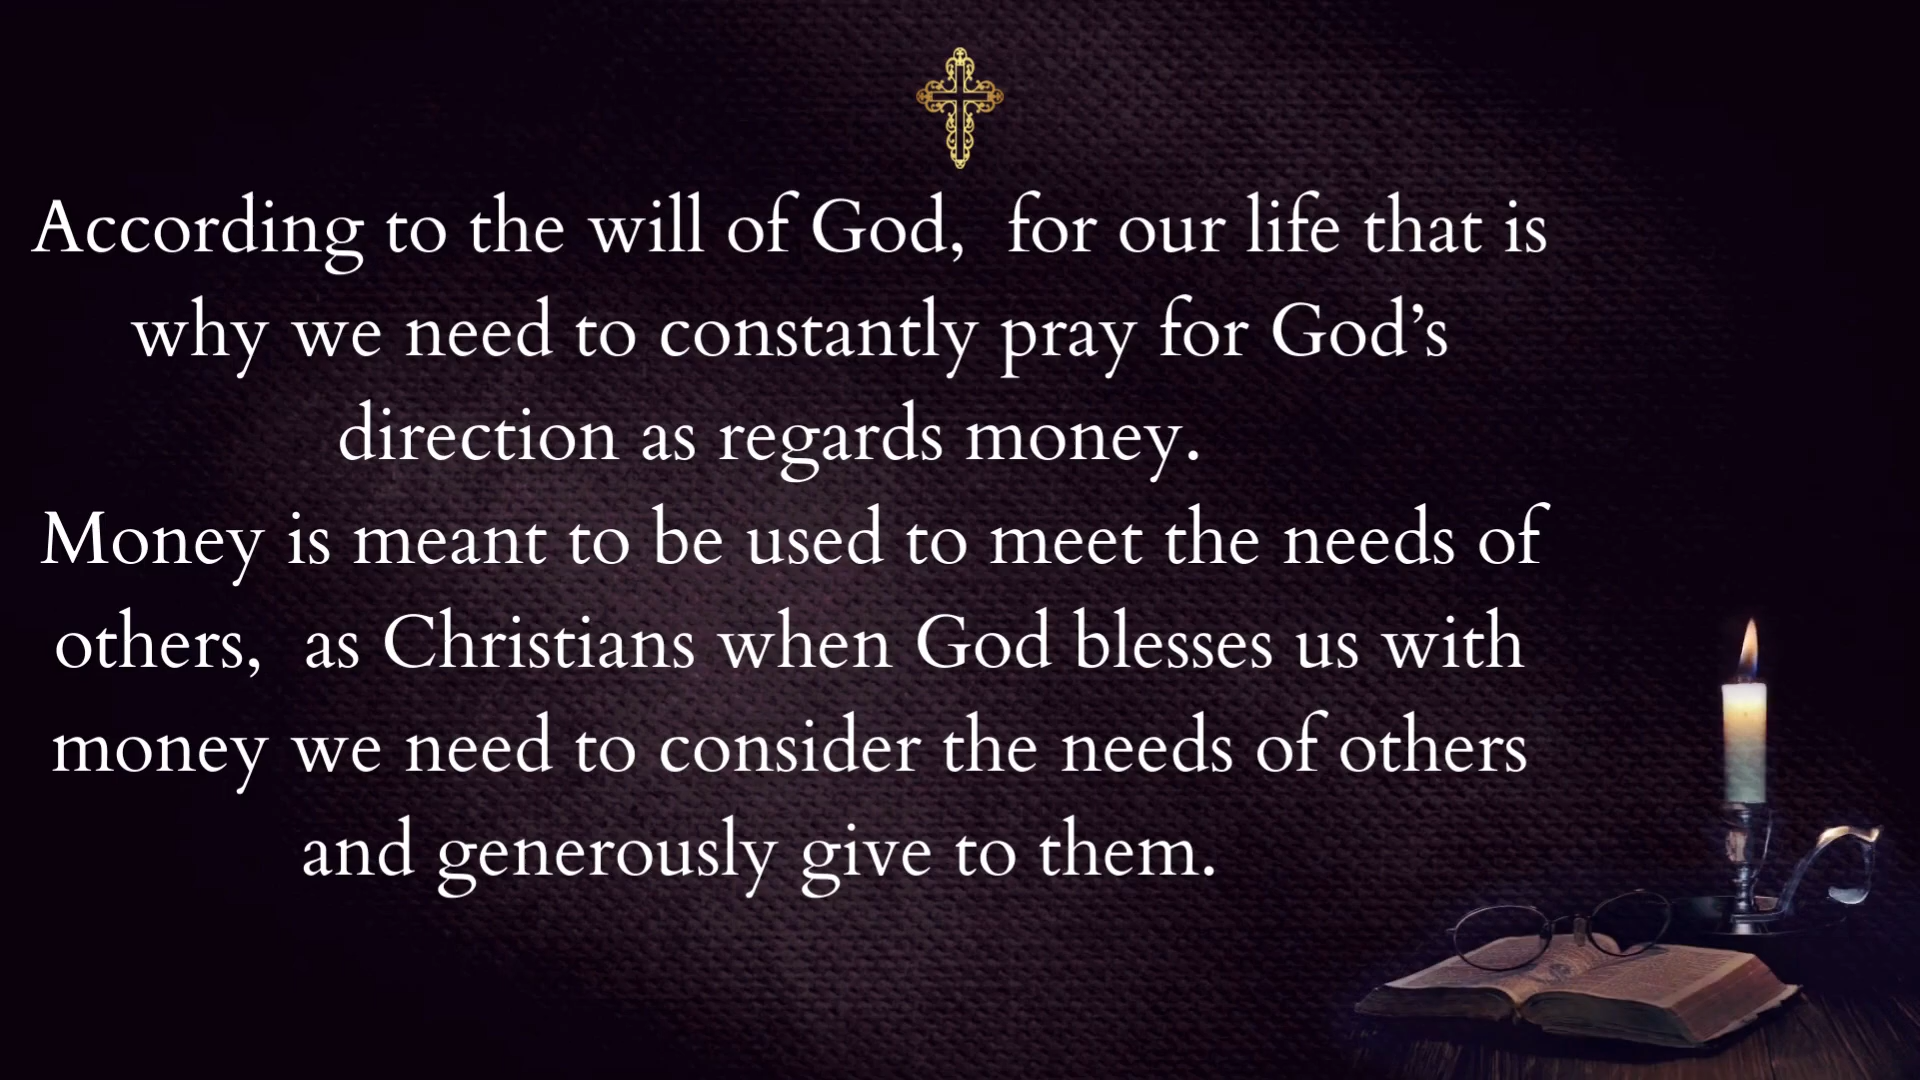 According to the will of God,  for our life that is
why we need to constantly pray for God’s
direction as regards money.
Money is meant to be used to meet the needs of
others,  as Christians when God blesses us with
money we need to consider the needs of others
and generously give to them.